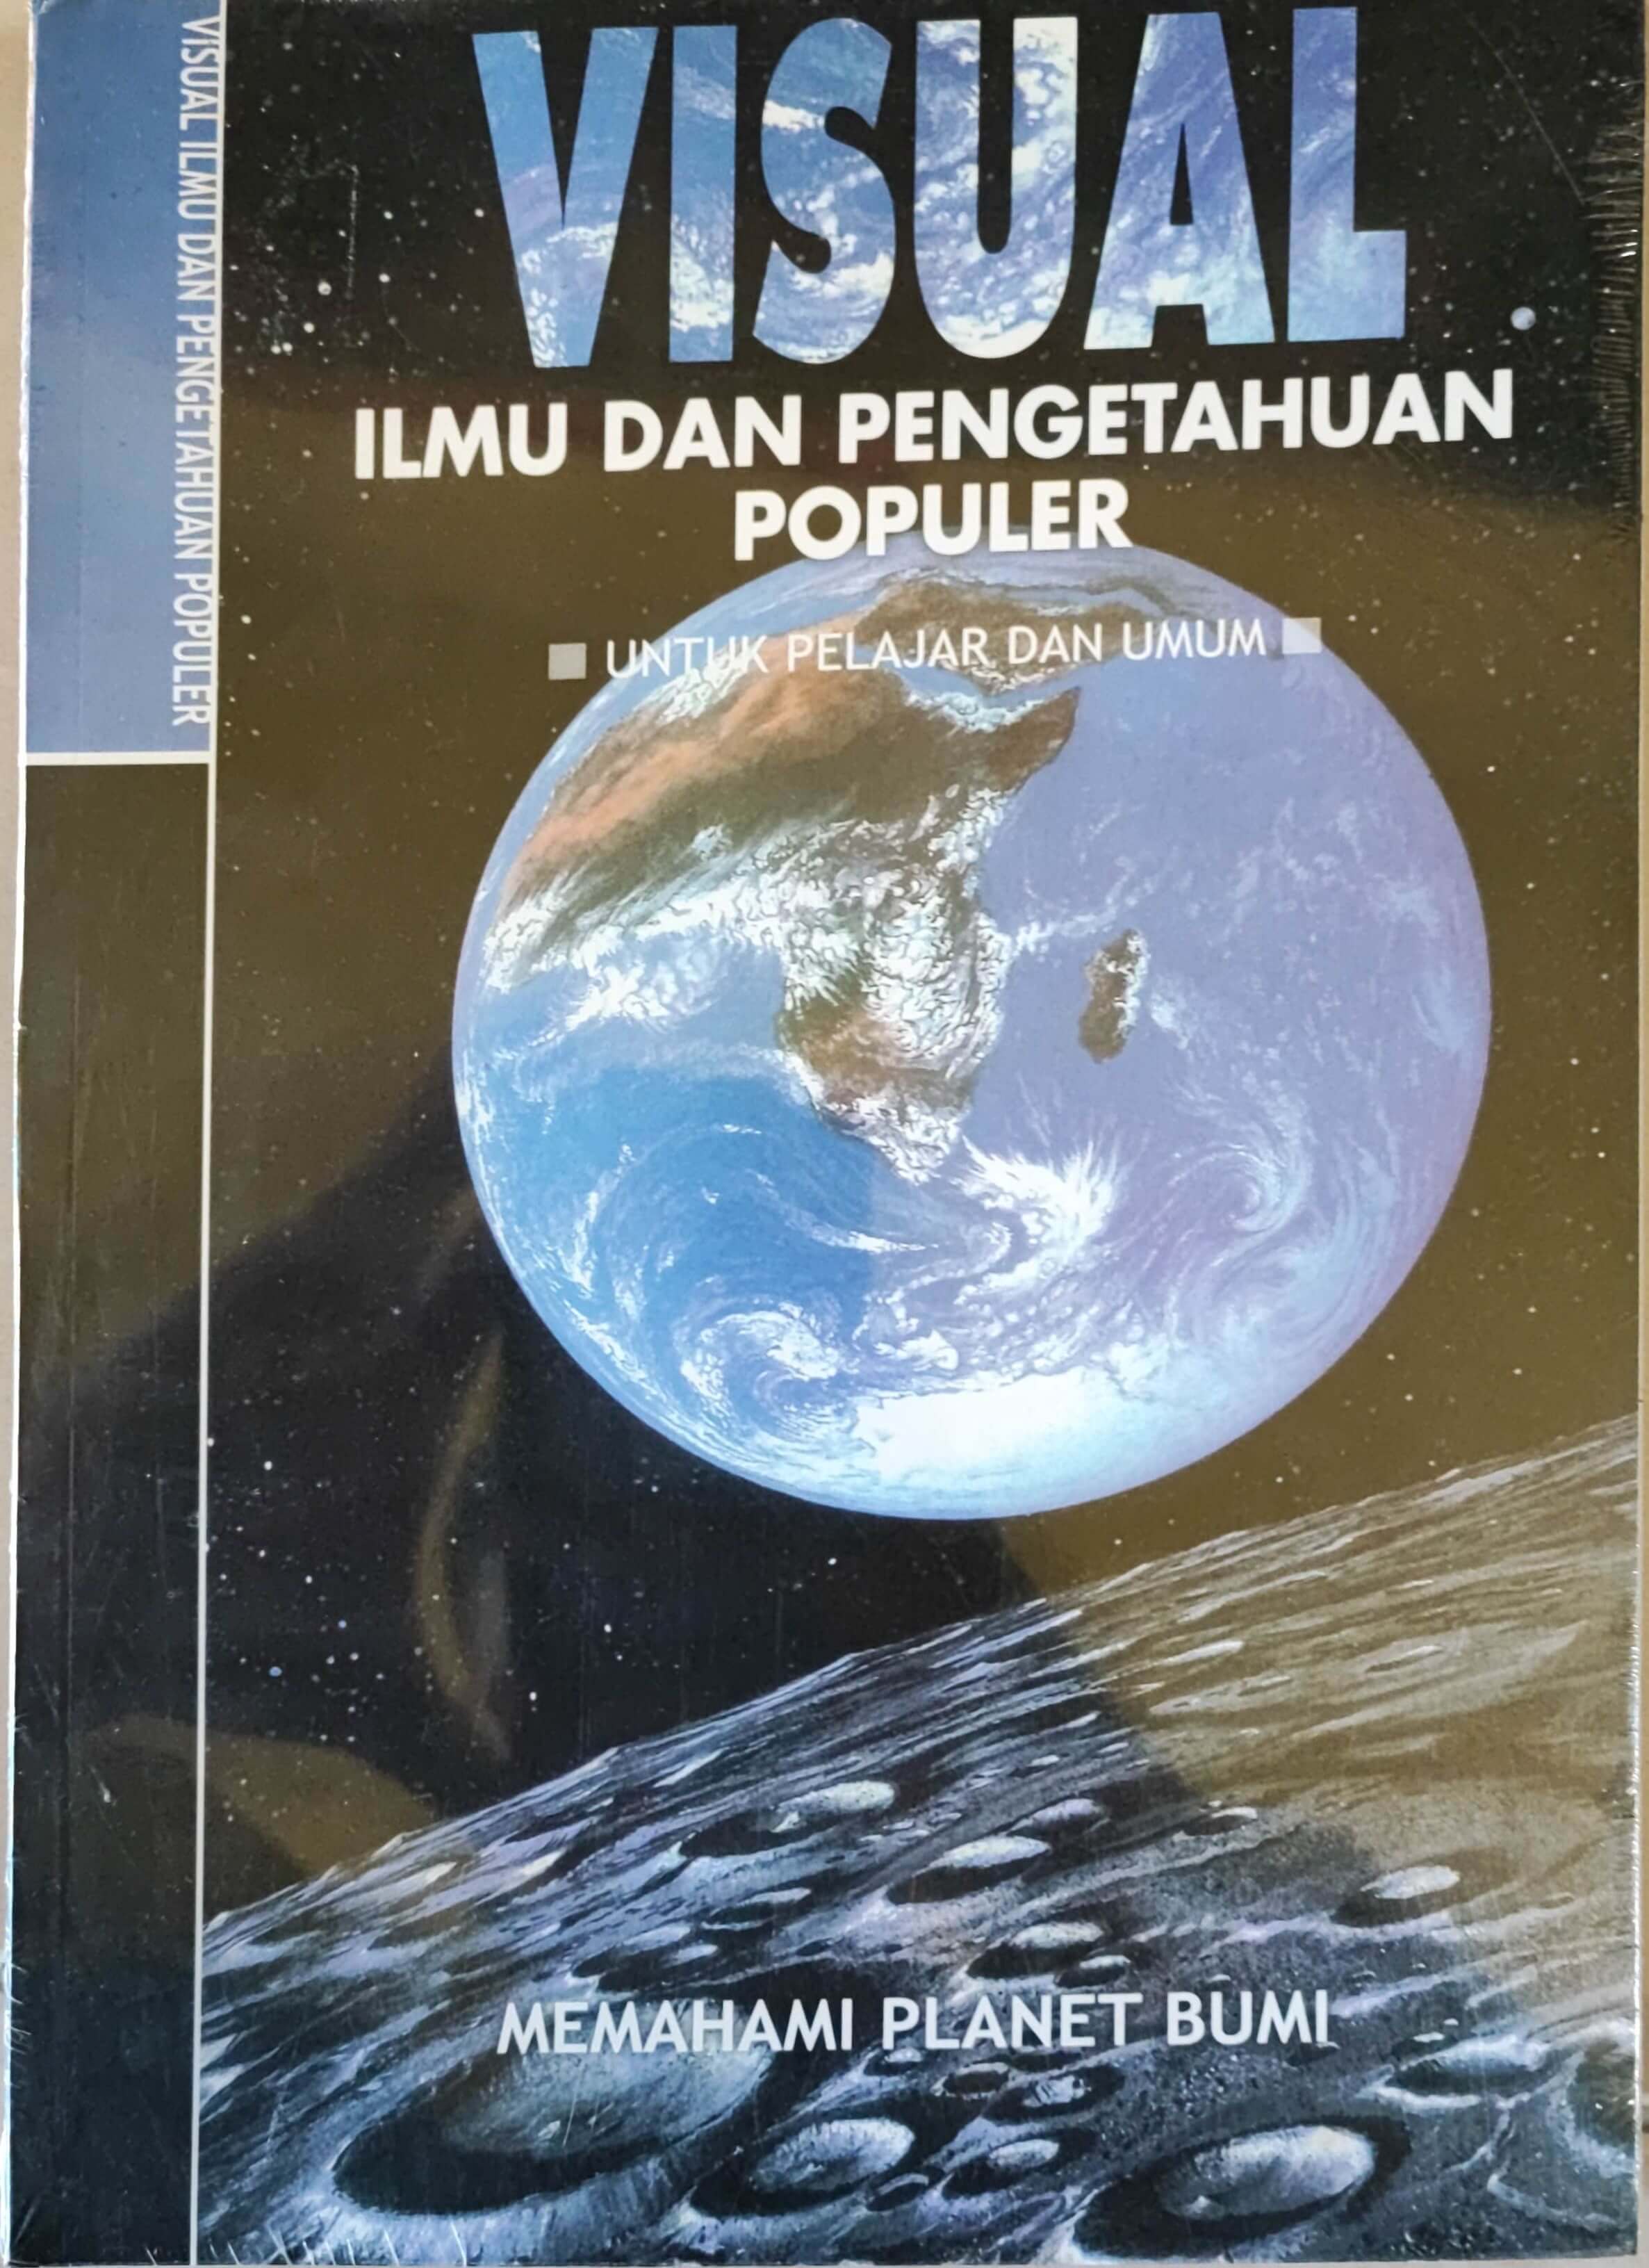 VISUAL
ILMU DAN PENGETAHUAN
POPULER
UNTUK PELAJAR DAN UMUM
MEMAHAMI PLANET BUMI
VISUAL ILMU DAN PENGETAHUAN POPULER